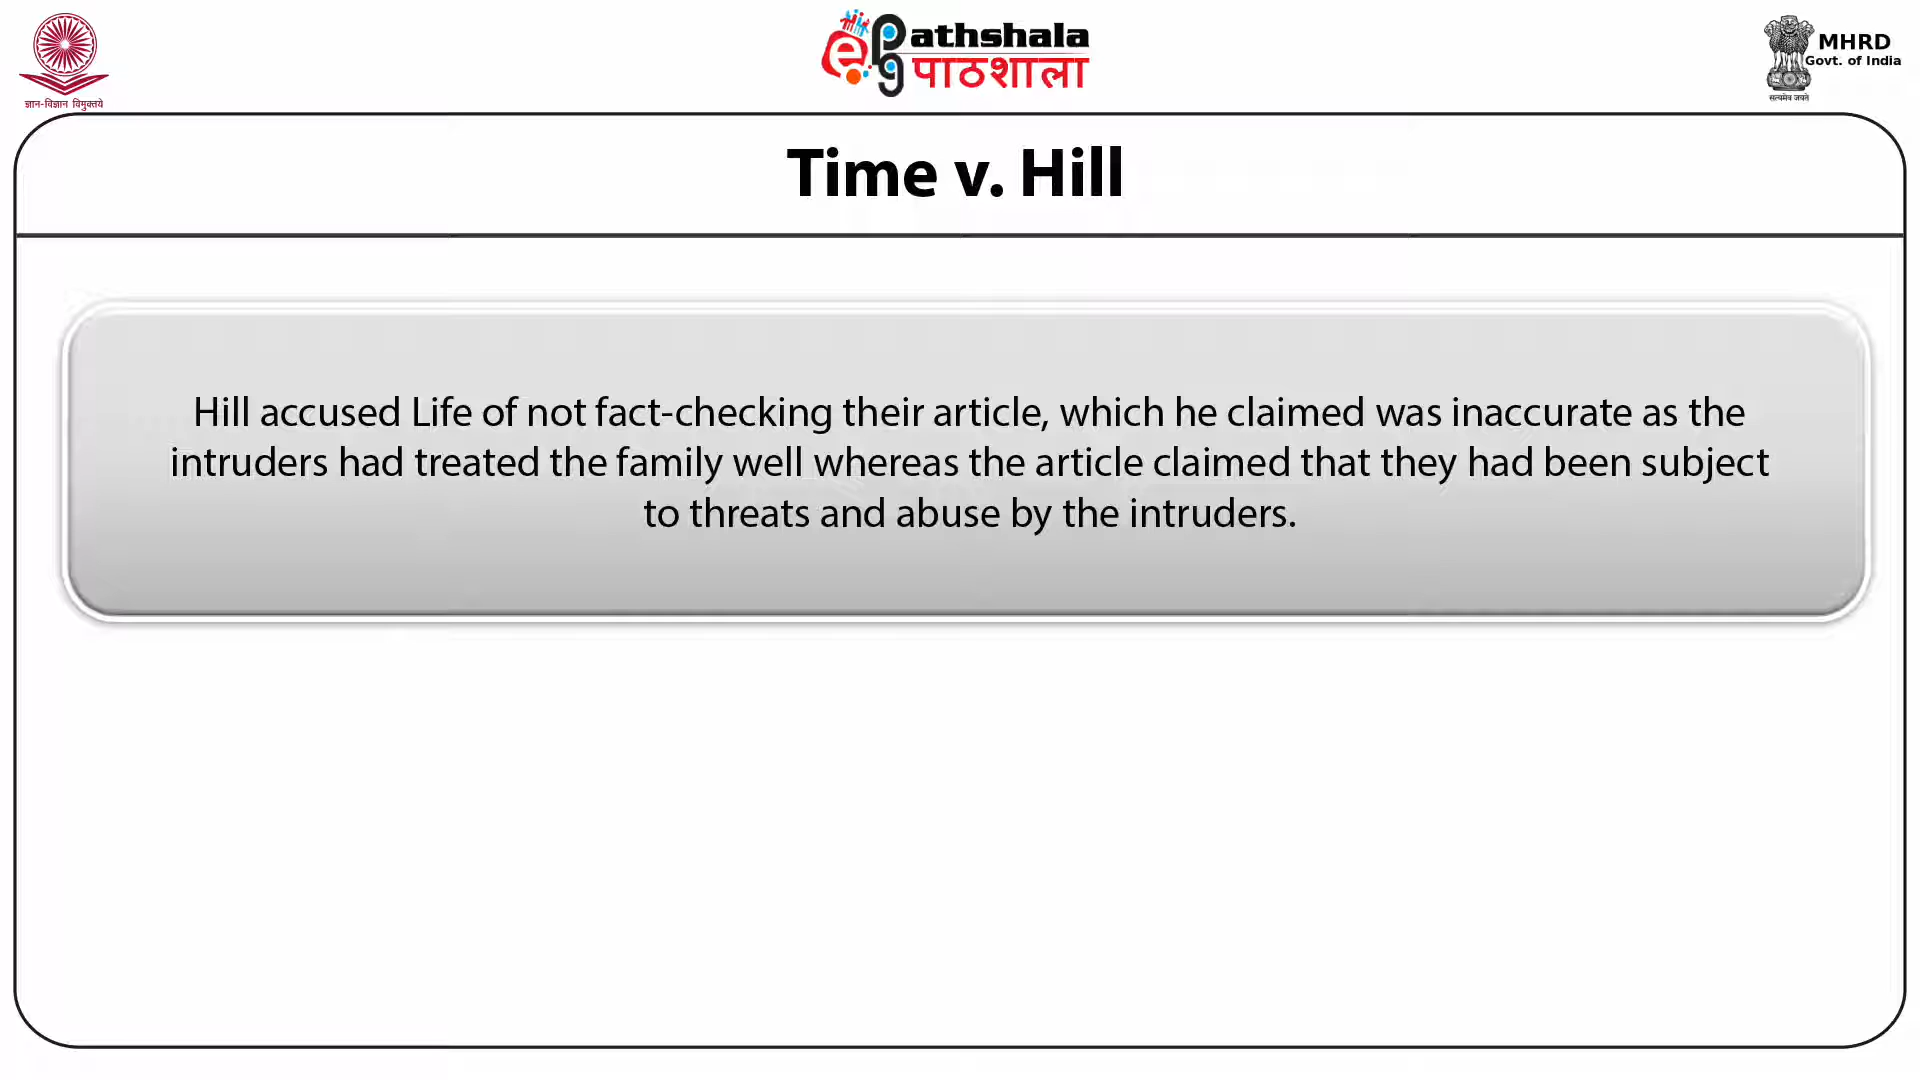 ज्ञान-विज्ञान विमुक्तये
ePG Pathshala
पाठशाला
सत्यमेव जयते
MHRD
Govt. of India
Time v. Hill
Hill accused Life of not fact-checking their article, which he claimed was inaccurate as the
intruders had treated the family well whereas the article claimed that they had been subject
to threats and abuse by the intruders.